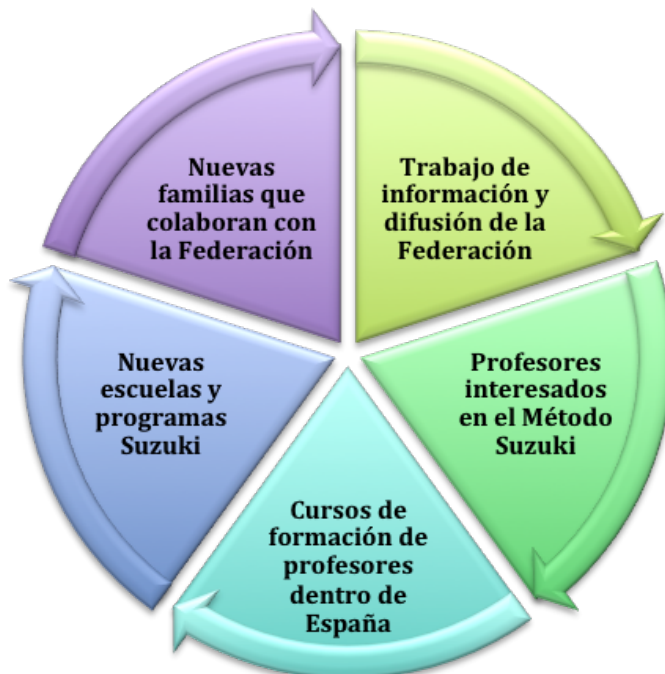 Nuevas
familias que
colaboran con
la Federación
Trabajo de
información y
difusión de la
Federación
Profesores
interesados
en el Método
Suzuki
Cursos de
formación de
profesores
dentro de
España
Nuevas
escuelas y
programas
Suzuki